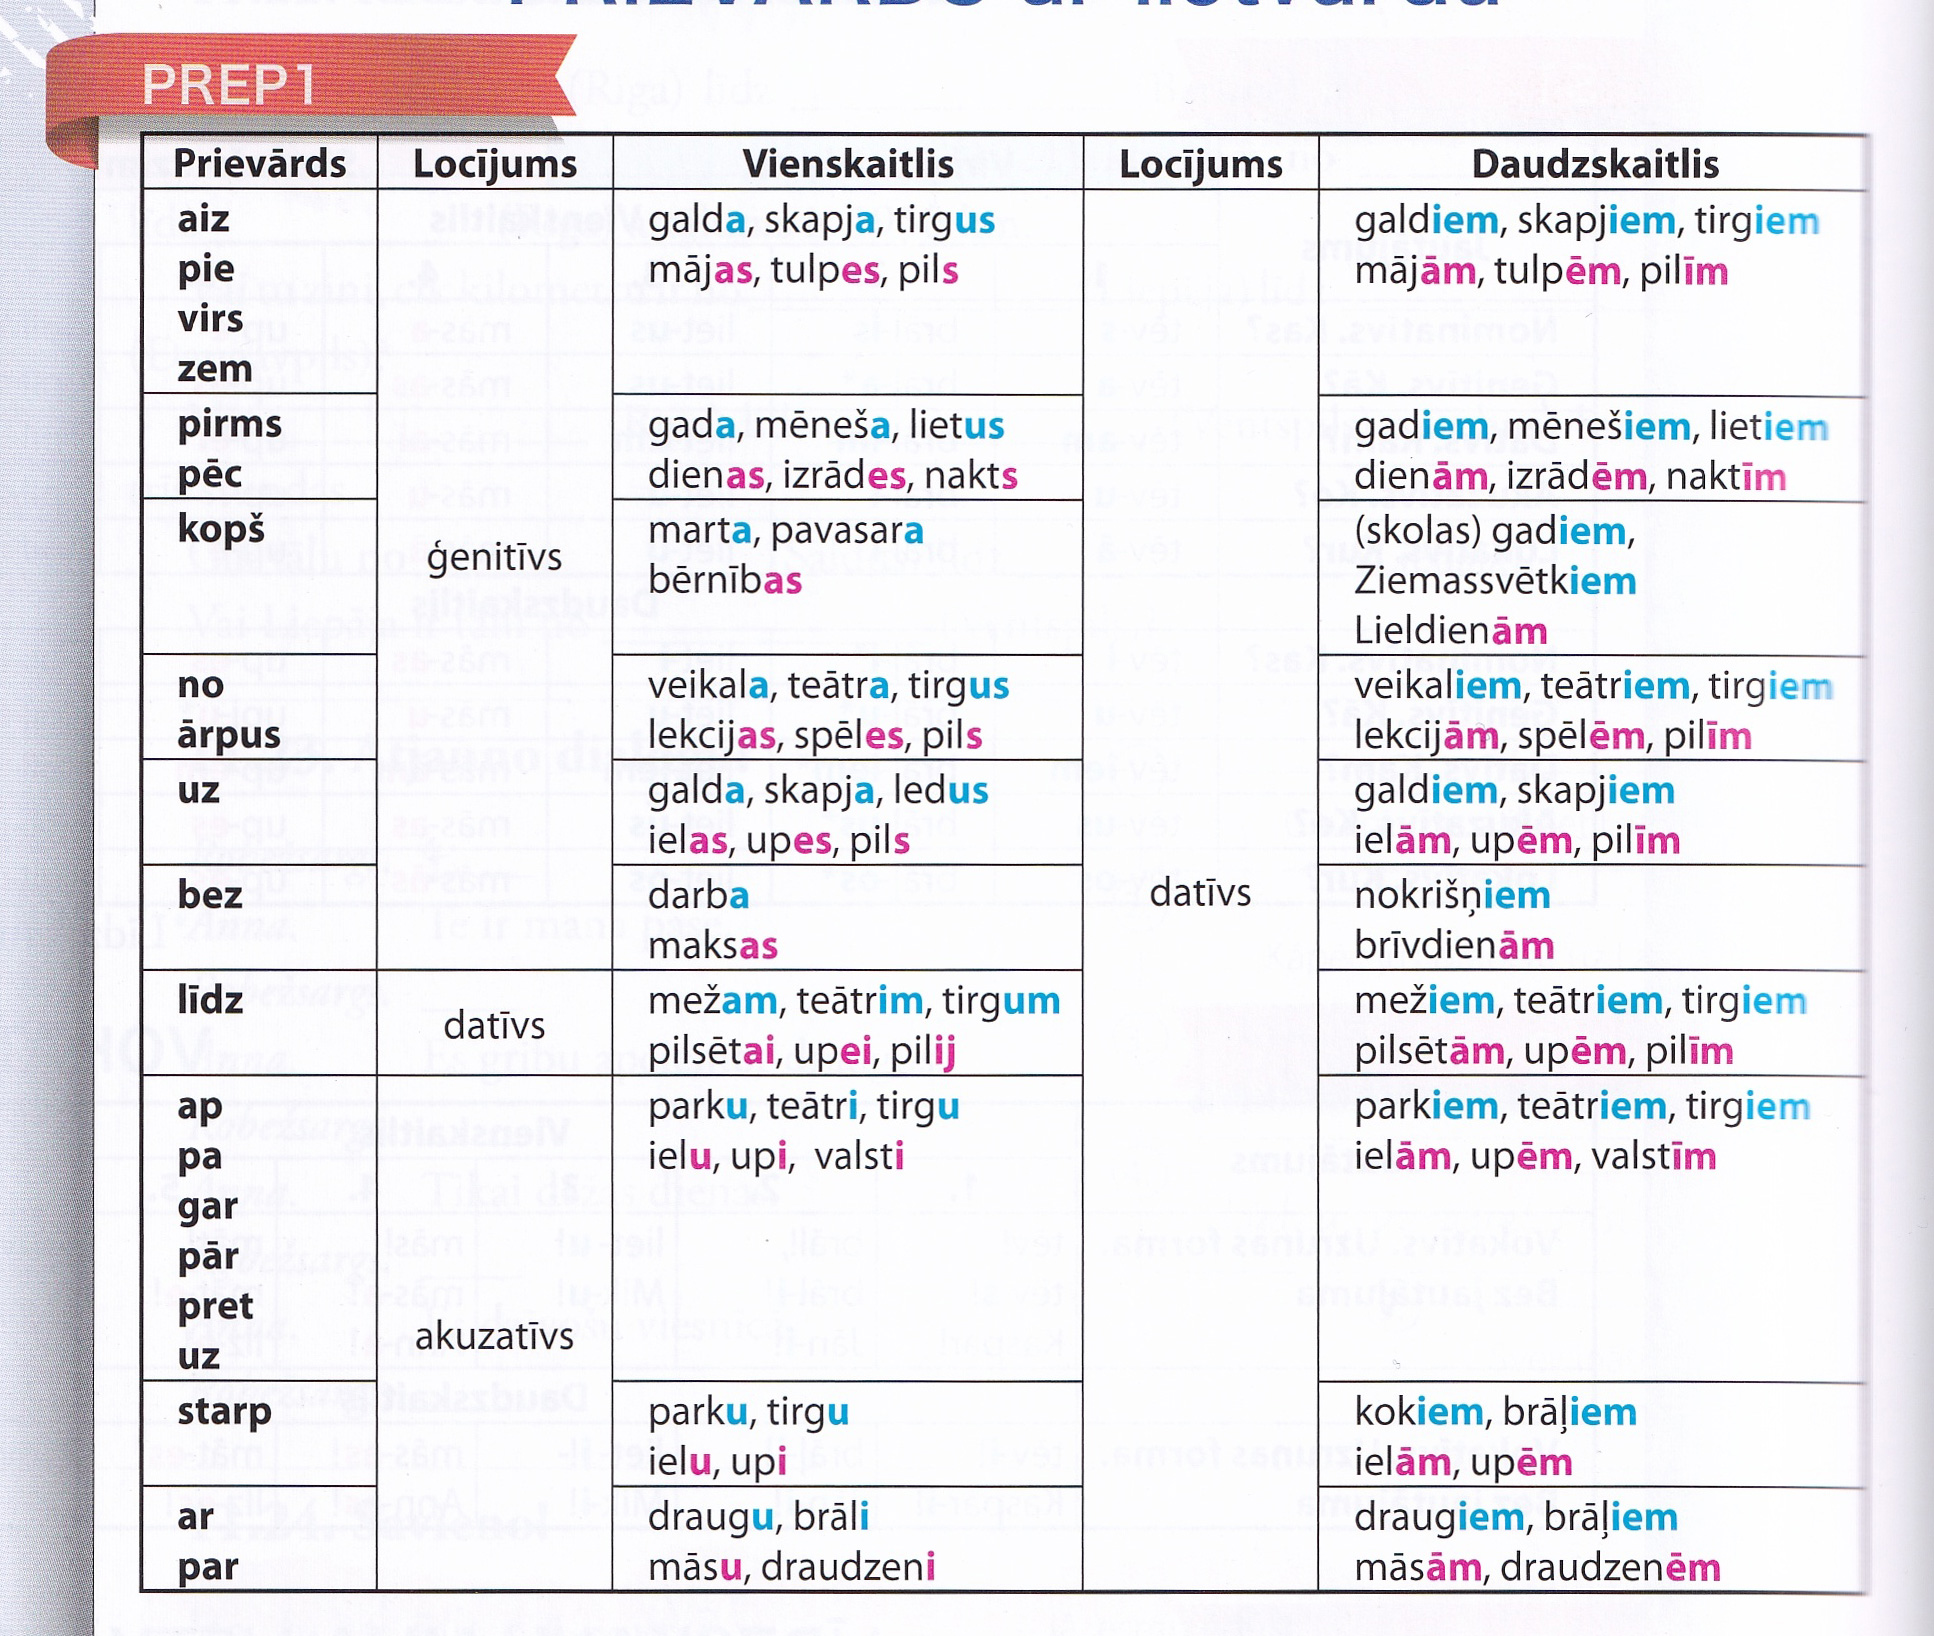 PRIEVĀRDS ar lietvārdu
PREP1
Prievārds Locījums Vienskaitlis Locījums Daudzskaitlis
aiz galda, skapja, tirgus galdiem, skapjiem, tirgiem
pie mājas, tulpes, pils mājām, tulpēm, pilīm
virs
zem
pirms gada, mēneša, lietus gadiem, mēnešiem, lietiem
pēc dienas, izrādes, nakts dienām, izrādēm, naktīm
kopš marta, pavasara (skolas) gadiem,
ģenitīvs
bērnības Ziemassvētkiem
Lieldienām
no veikala, teātra, tirgus veikaliem, teātriem, tirgiem
ārpus lekcijas, spēles, pils lekcijām, spēlēm, pilīm
uz galda, skapja, ledus galdiem, skapjiem
ielas, upes, pils ielām, upēm, pilīm
bez darba datīvs nokrišņiem
maksas brīvdienām
līdz mežam, teātrim, tirgum mežiem, teātriem, tirgiem
datīvs
pilsētai, upei, pilij pilsētām, upēm, pilīm
ap parku, teātri, tirgu parkiem, teātriem, tirgiem
pa ielu, upi, valsti ielām, upēm, valstīm
gar
pār
pret
akuzatīvs
uz
starp parku, tirgu kokiem, brāļiem
ielu, upi ielām, upēm
ar draugu, brāli draugiem, brāļiem
par māsu, draudzeni māsām, draudzenēm